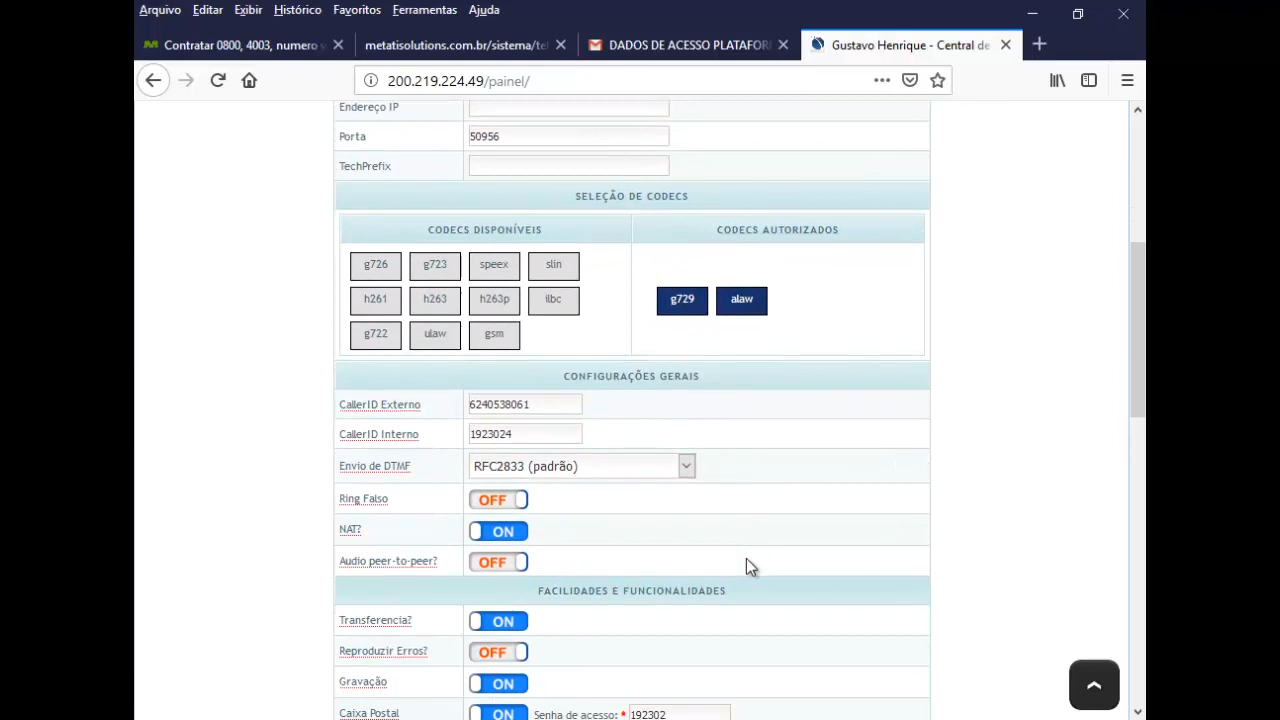 Arquivo Editar Exibir Histórico Favoritos Ferramentas Ajuda
Contratar 0800, 4003, numero v
metatisolutions.com.br/sistema/te
DADOS DE ACESSO PLATAFOR
Gustavo Henrique - Central de
200.219.224.49/painel/
Endereço IP
Porta 50956
TechPrefix
SELEÇÃO DE CODECS
CODECS DISPONÍVEIS CODECS AUTORIZADOS
g726 g723 speex slin
h261 h263 h263p ilbc g729 alaw
g722 ulaw gsm
CONFIGURAÇÕES GERAIS
CallerID Externo 6240538061
CallerID Interno 1923024
Envio de DTMF RFC2833 (padrão)
Ring Falso OFF
NAT? ON
Audio peer-to-peer? OFF
FACILIDADES E FUNCIONALIDADES
Transferencia? ON
Reproduzir Erros? OFF
Gravação ON
Caixa Postal ON Senha de acesso: * 192302